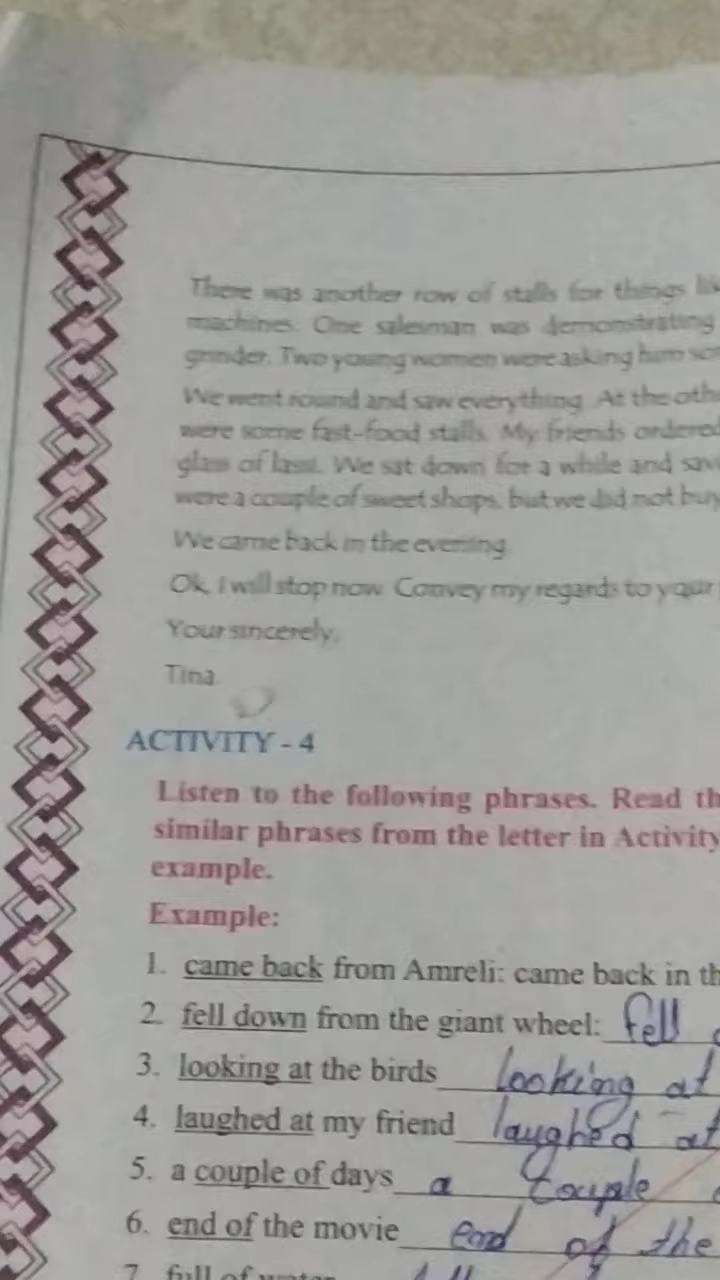 There was another row of stalls for things
machines. One salesman was demonstrating
grinder. Two young women were asking him
We went round and saw everything. At the
were some fast-food stalls. My friends ordered
glass of lassi. We sat down for a while and
were a couple of sweet shops, but we did not buy
We came back in the evening.
Ok, I will stop now. Convey my regards to your
Your sincerely,
Tina.
ACTIVITY - 4
Listen to the following phrases. Read
similar phrases from the letter in Activity
example.
Example:
1. came back from Amreli: came back in
2. fell down from the giant wheel: fell
3. looking at the birds looking at
4. laughed at my friend laughed at
5. a couple of days a couple
6. end of the movie end of the
7. full of water